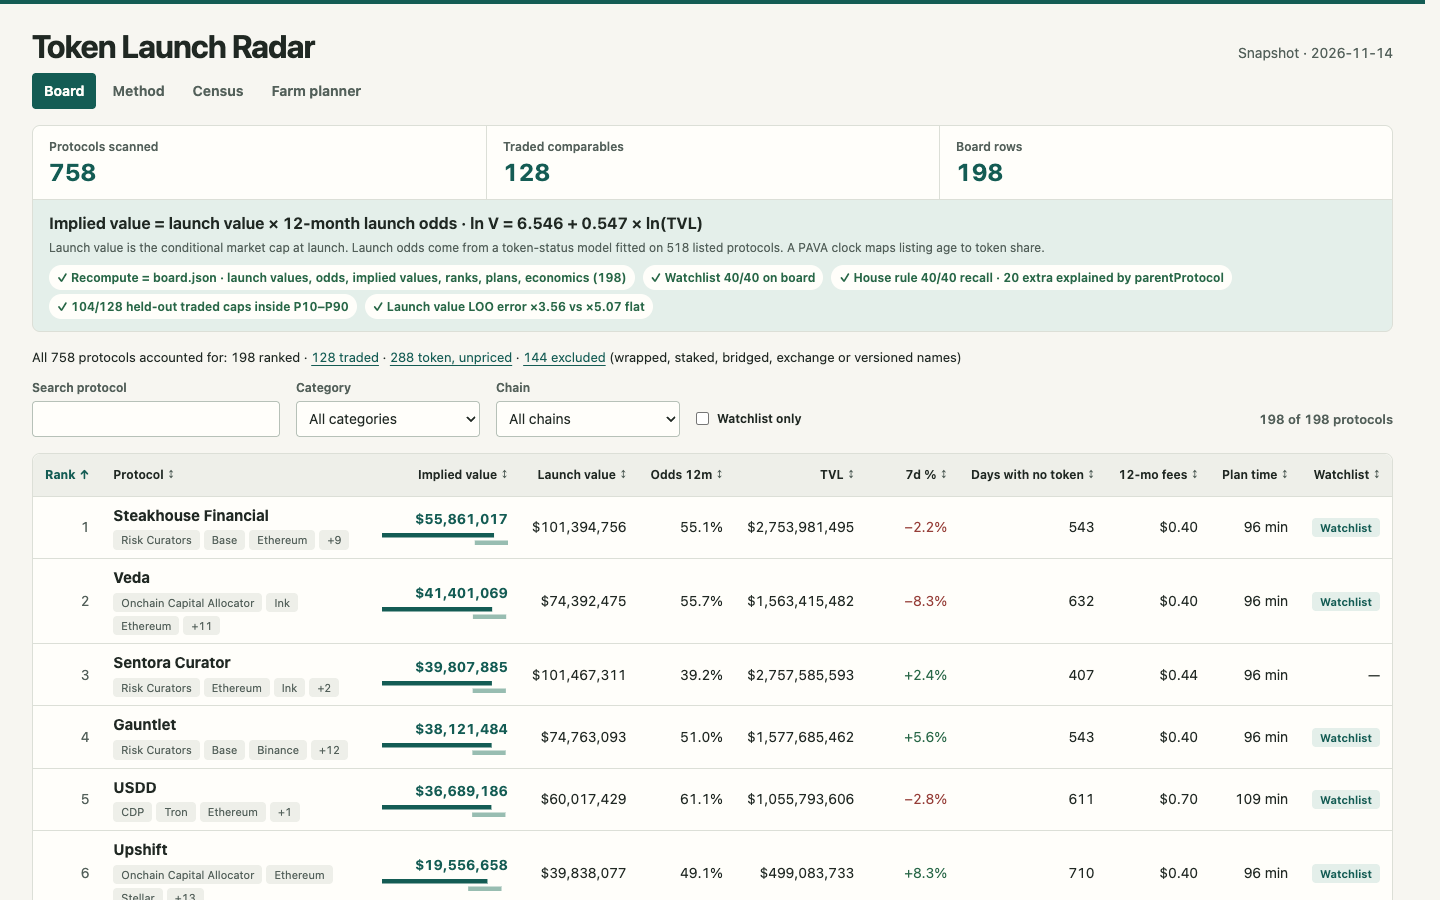 Token Launch Radar
Snapshot · 2026-11-14
Board Method Census Farm planner
Protocols scanned
758
Traded comparables
128
Board rows
198
Implied value = launch value × 12-month launch odds · ln V = 6.546 + 0.547 × ln(TVL)
Launch value is the conditional market cap at launch. Launch odds come from a token-status model fitted on 518 listed protocols. A PAVA clock maps listing age to token share.
✓ Recompute = board.json · launch values, odds, implied values, ranks, plans, economics (198) ✓ Watchlist 40/40 on board ✓ House rule 40/40 recall · 20 extra explained by parentProtocol
✓ 104/128 held-out traded caps inside P10–P90 ✓ Launch value LOO error ×3.56 vs ×5.07 flat
All 758 protocols accounted for: 198 ranked · 128 traded · 288 token, unpriced · 144 excluded (wrapped, staked, bridged, exchange or versioned names)
Search protocol Category Chain
All categories All chains Watchlist only 198 of 198 protocols
Rank ↑ Protocol ↕ Implied value ↕ Launch value ↕ Odds 12m ↕ TVL ↕ 7d % ↕ Days with no token ↕ 12-mo fees ↕ Plan time ↕ Watchlist ↕
Steakhouse Financial
1 $55,861,017 $101,394,756 55.1% $2,753,981,495 −2.2% 543 $0.40 96 min Watchlist
Risk Curators Base Ethereum +9
Veda
2 $41,401,069 $74,392,475 55.7% $1,563,415,482 −8.3% 632 $0.40 96 min Watchlist
Onchain Capital Allocator Ink
Ethereum +11
Sentora Curator
3 $39,807,885 $101,467,311 39.2% $2,757,585,593 +2.4% 407 $0.44 96 min —
Risk Curators Ethereum Ink +2
Gauntlet
4 $38,121,484 $74,763,093 51.0% $1,577,685,462 +5.6% 543 $0.40 96 min Watchlist
Risk Curators Base Binance +12
USDD
5 $36,689,186 $60,017,429 61.1% $1,055,793,606 −2.8% 611 $0.70 109 min Watchlist
CDP Tron Ethereum +1
Upshift
6 $19,556,658 $39,838,077 49.1% $499,083,733 +8.3% 710 $0.40 96 min Watchlist
Onchain Capital Allocator Ethereum
Stellar +13